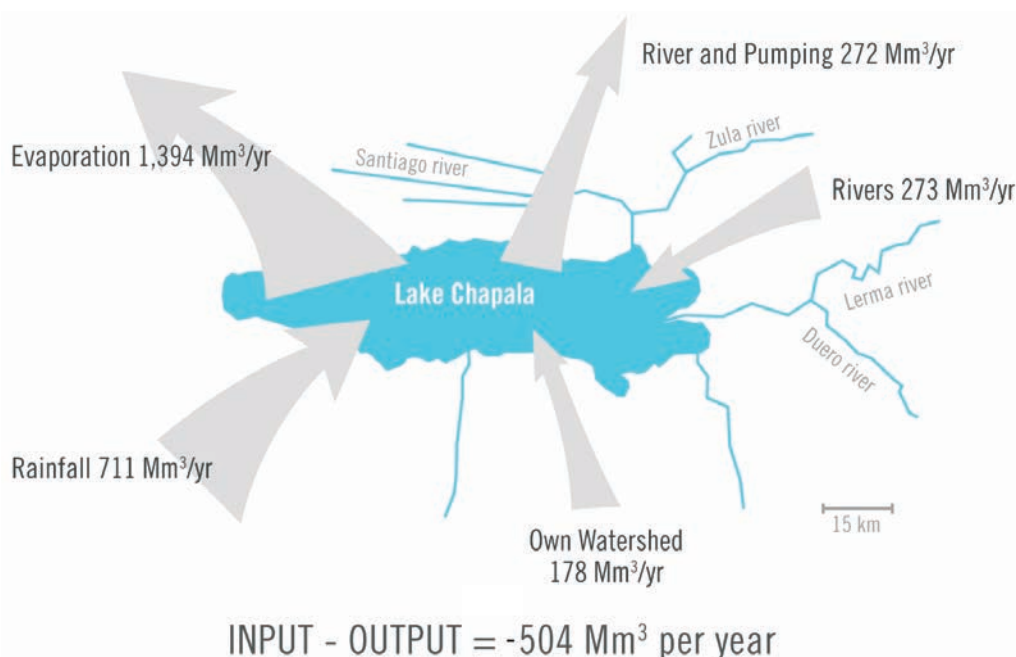 River and Pumping 272 Mm³/yr
Zula river
Evaporation 1,394 Mm³/yr
Santiago river
Rivers 273 Mm³/yr
Lake Chapala
Lerma river
Duero river
Rainfall 711 Mm³/yr
15 km
Own Watershed
178 Mm³/yr
INPUT - OUTPUT = -504 Mm³ per year